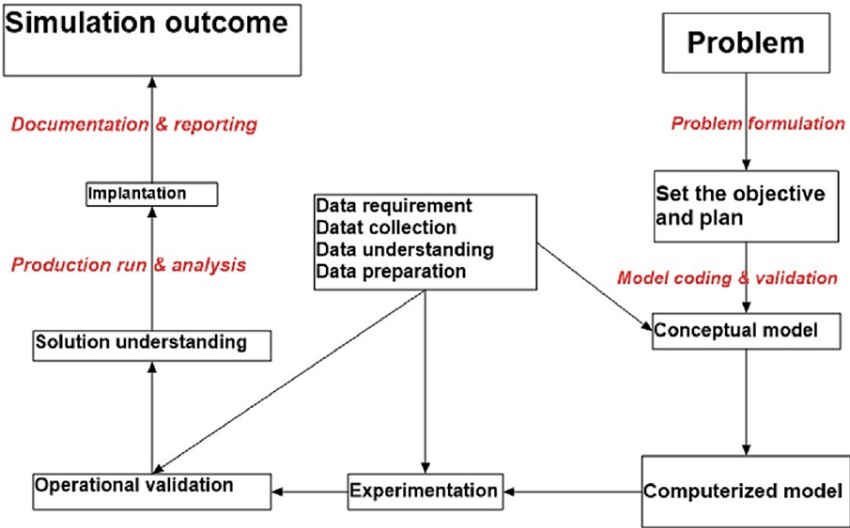 Simulation outcome
Problem
Documentation & reporting
Problem formulation
Implantation
Set the objective
and plan
Data requirement
Datat collection
Data understanding
Data preparation
Production run & analysis
Model coding & validation
Solution understanding
Conceptual model
Operational validation
Experimentation
Computerized model